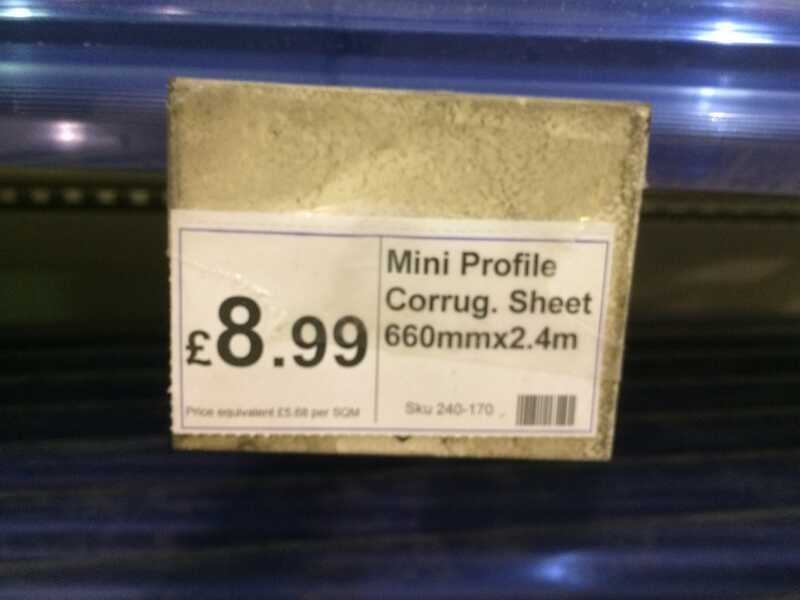 £8.99
Price equivalent £5.68 per SQM
Mini Profile
Corrug. Sheet
660mmx2.4m
Sku 240-170